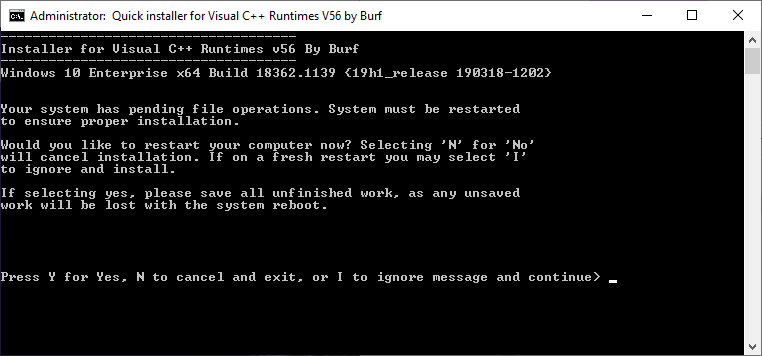 Administrator:  Quick installer for Visual C++ Runtimes V56 by Burf
-------------------------------------
Installer for Visual C++ Runtimes v56 By Burf
-------------------------------------
Windows 10 Enterprise x64 Build 18362.1139 {19h1_release 190318-1202}
Your system has pending file operations. System must be restarted
to ensure proper installation.
Would you like to restart your computer now? Selecting 'N' for 'No'
will cancel installation. If on a fresh restart you may select 'I'
to ignore and install.
If selecting yes, please save all unfinished work, as any unsaved
work will be lost with the system reboot.
Press Y for Yes, N to cancel and exit, or I to ignore message and continue> _